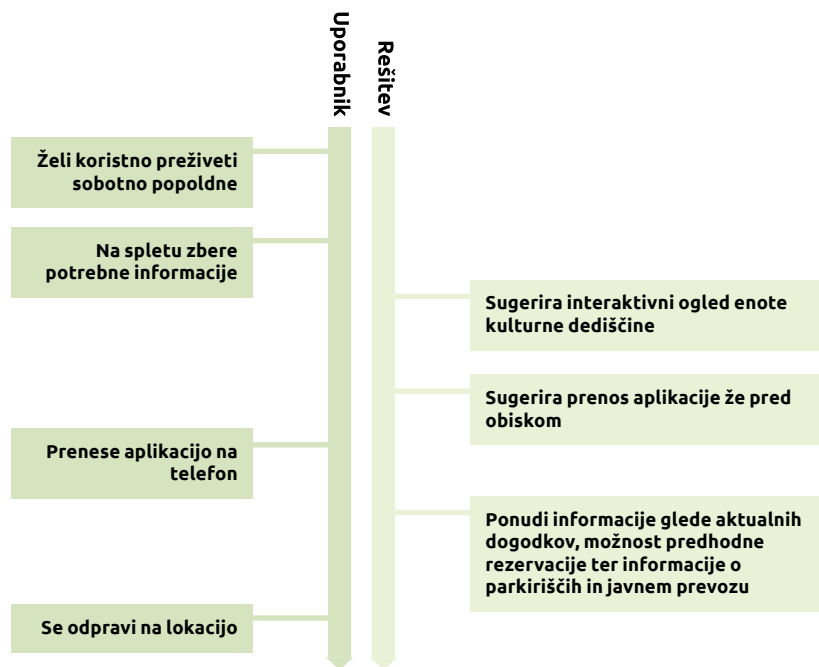 Uporabnik
Rešitev
Želi koristno preživeti
sobotno popoldne
Na spletu zbere
potrebne informacije
Sugerira interaktivni ogled enote
kulturne dediščine
Sugerira prenos aplikacije že pred
obiskom
Prenese aplikacijo na
telefon
Ponudi informacije glede aktualnih
dogodkov, možnost predhodne
rezervacije ter informacije o
parkiriščih in javnem prevozu
Se odpravi na lokacijo